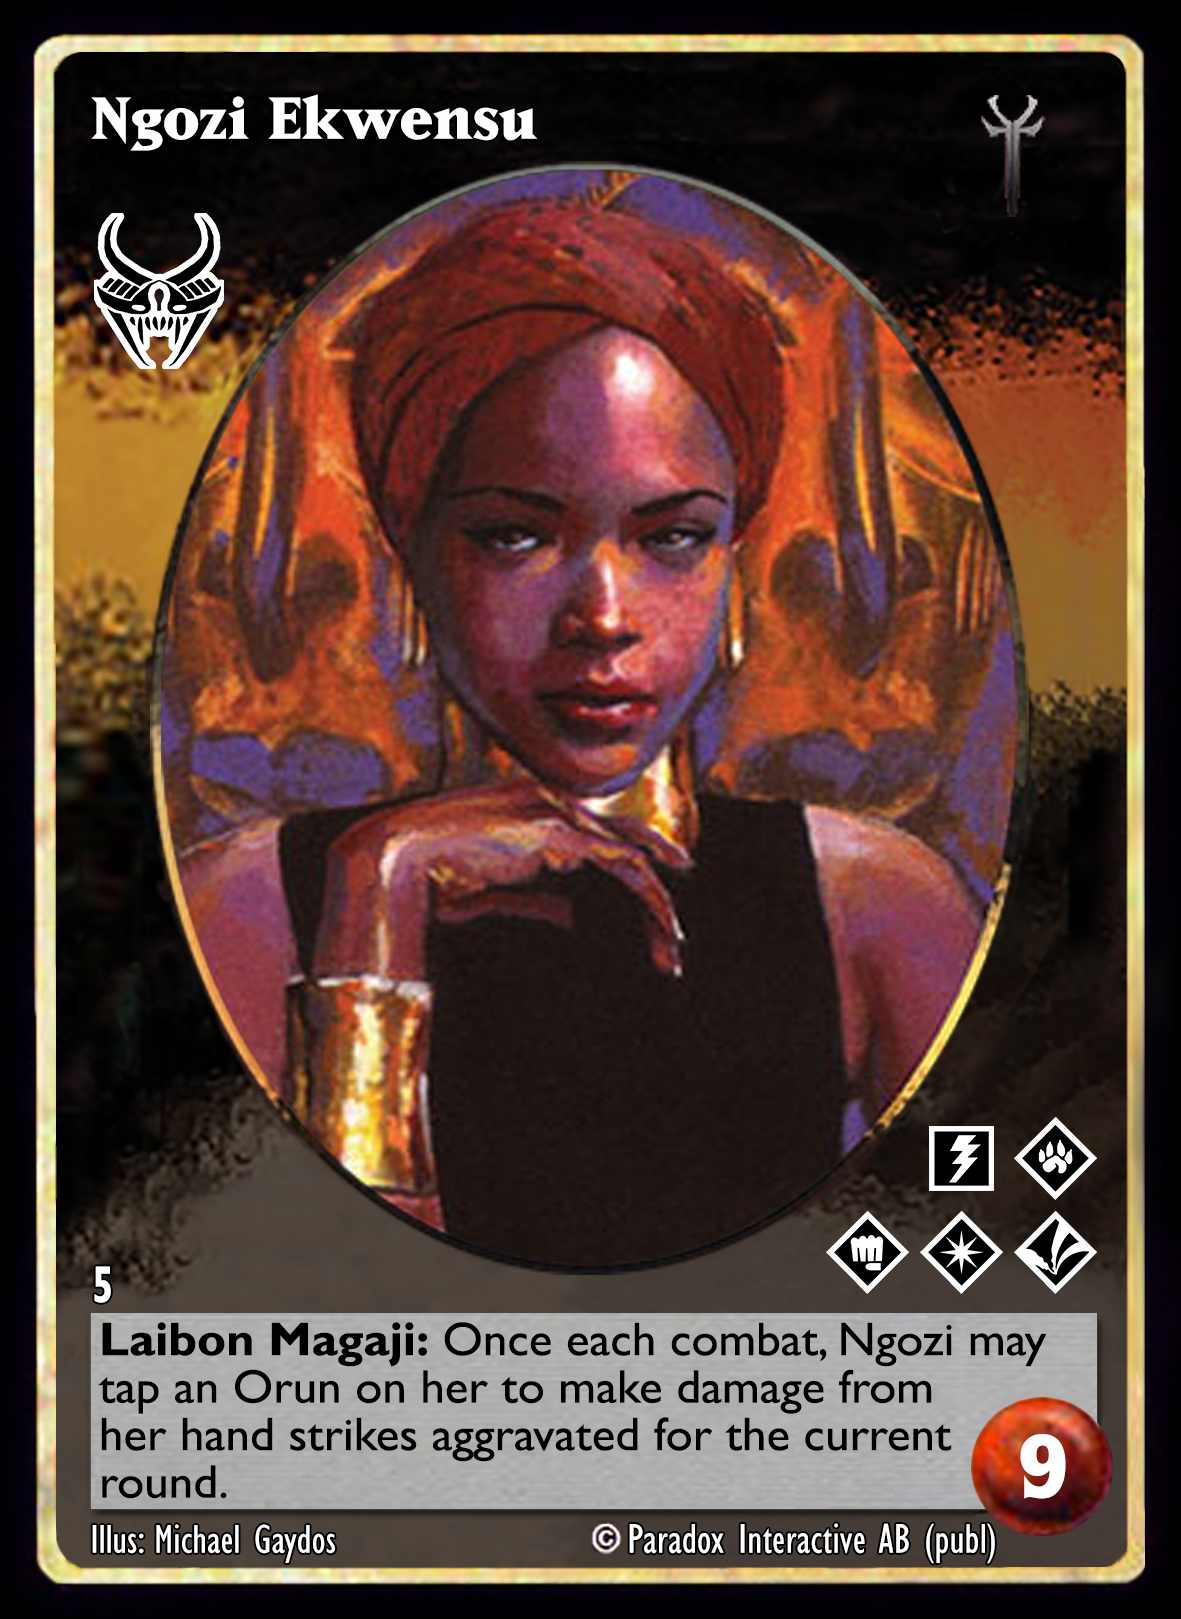 Ngozi Ekwensu
5
Laibon Magaji: Once each combat, Ngozi may
tap an Orun on her to make damage from
her hand strikes aggravated for the current
round.
9
Illus: Michael Gaydos
© Paradox Interactive AB (publ)